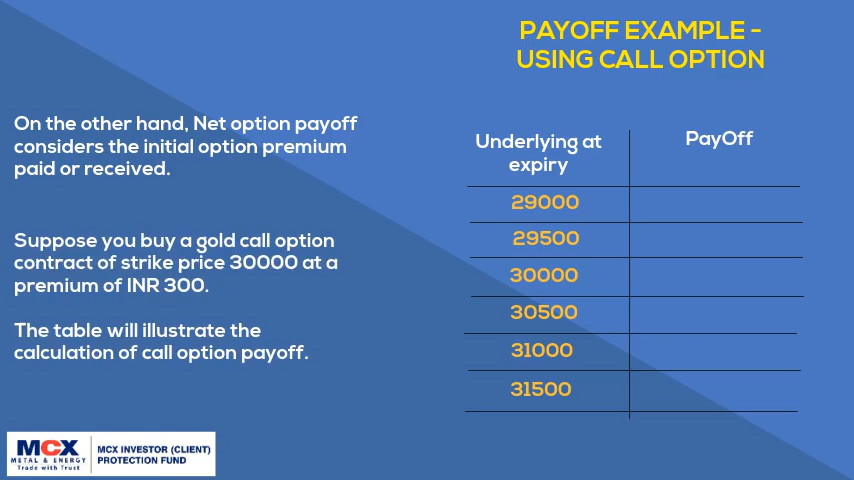 PAYOFF EXAMPLE -
USING CALL OPTION
On the other hand, Net option payoff
considers the initial option premium
paid or received.
Suppose you buy a gold call option
contract of strike price 30000 at a
premium of INR 300.
The table will illustrate the
calculation of call option payoff.
Underlying at
expiry
PayOff
29000
29500
30000
30500
31000
31500
MCX
METAL & ENERGY
Trade with Trust
MCX INVESTOR (CLIENT)
PROTECTION FUND